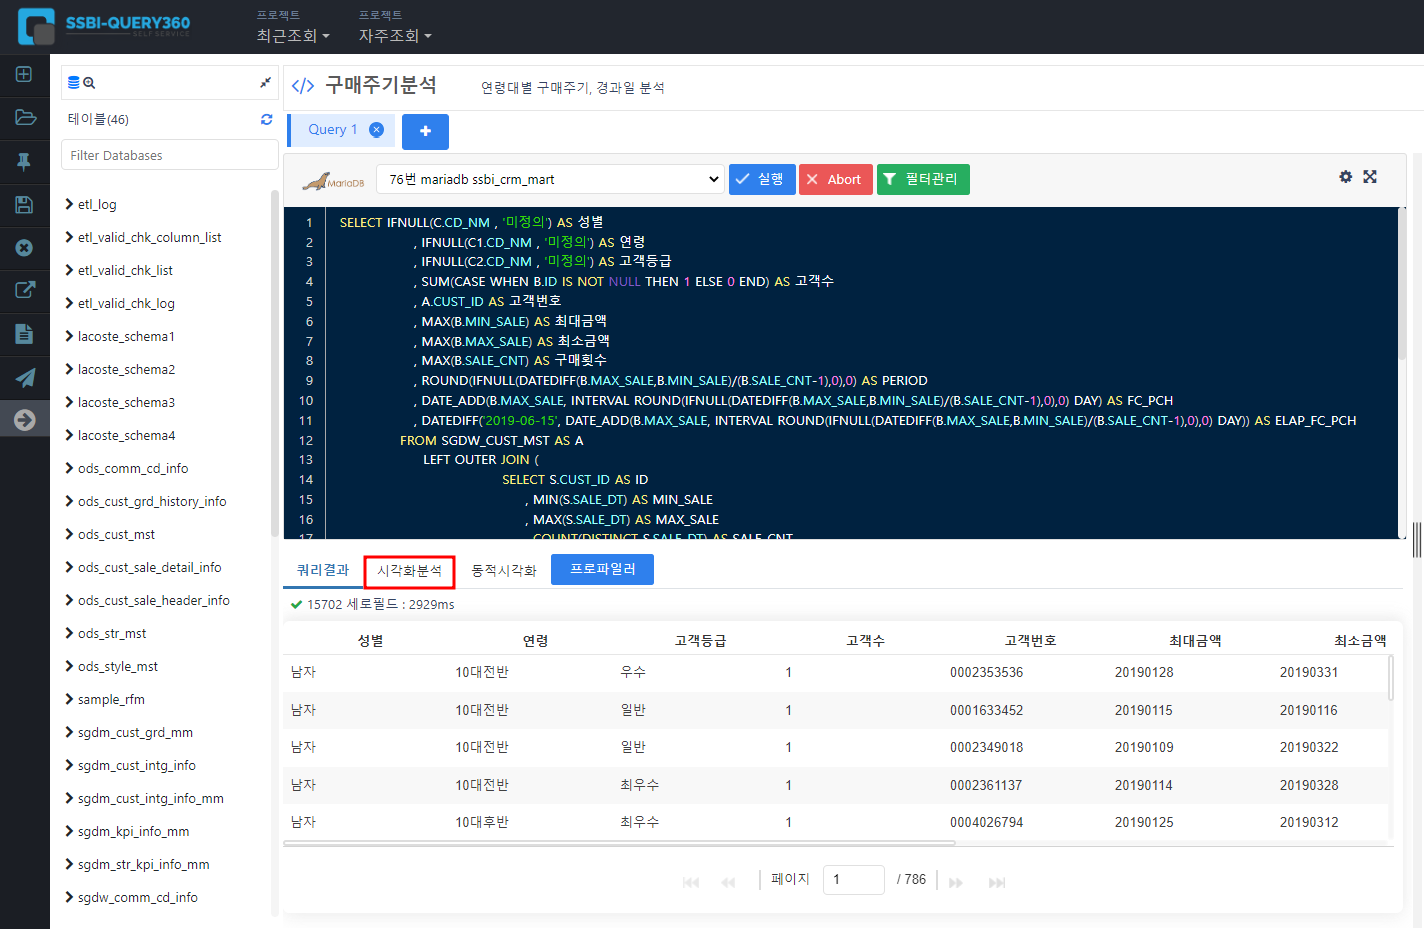 SSBI-QUERY360
SELF SERVICE
프로젝트
최근조회
프로젝트
자주조회
테이블(46)
Filter Databases
etl_log
etl_valid_chk_column_list
etl_valid_chk_list
etl_valid_chk_log
lacoste_schema1
lacoste_schema2
lacoste_schema3
lacoste_schema4
ods_comm_cd_info
ods_cust_grd_history_info
ods_cust_mst
ods_cust_sale_detail_info
ods_cust_sale_header_info
ods_str_mst
ods_style_mst
sample_rfm
sgdm_cust_grd_mm
sgdm_cust_intg_info
sgdm_cust_intg_info_mm
sgdm_kpi_info_mm
sgdm_str_kpi_info_mm
sgdw_comm_cd_info
</> 구매주기분석 연령대별 구매주기, 경과일 분석
Query 1
+
MariaDB 76번 mariadb ssbi_crm_mart 실행 Abort 필터관리
1 SELECT IFNULL(C.CD_NM , '미정의') AS 성별
2 , IFNULL(C1.CD_NM , '미정의') AS 연령
3 , IFNULL(C2.CD_NM , '미정의') AS 고객등급
4 , SUM(CASE WHEN B.ID IS NOT NULL THEN 1 ELSE 0 END) AS 고객수
5 , A.CUST_ID AS 고객번호
6 , MAX(B.MIN_SALE) AS 최대금액
7 , MAX(B.MAX_SALE) AS 최소금액
8 , MAX(B.SALE_CNT) AS 구매횟수
9 , ROUND(IFNULL(DATEDIFF(B.MAX_SALE,B.MIN_SALE)/(B.SALE_CNT-1),0),0) AS PERIOD
10 , DATE_ADD(B.MAX_SALE, INTERVAL ROUND(IFNULL(DATEDIFF(B.MAX_SALE,B.MIN_SALE)/(B.SALE_CNT-1),0),0) DAY) AS FC_PCH
11 , DATEDIFF('2019-06-15', DATE_ADD(B.MAX_SALE, INTERVAL ROUND(IFNULL(DATEDIFF(B.MAX_SALE,B.MIN_SALE)/(B.SALE_CNT-1),0),0) DAY)) AS ELAP_FC_PCH
12 FROM SGDW_CUST_MST AS A
13 LEFT OUTER JOIN (
14 SELECT S.CUST_ID AS ID
15 , MIN(S.SALE_DT) AS MIN_SALE
16 , MAX(S.SALE_DT) AS MAX_SALE
17 , COUNT(DISTINCT S.SALE_DT) AS SALE_CNT
쿼리결과 시각화분석 동적시각화 프로파일러
15702 세로필드 : 2929ms
성별 연령 고객등급 고객수 고객번호 최대금액 최소금액
남자 10대전반 우수 1 0002353536 20190128 20190331
남자 10대전반 일반 1 0001633452 20190115 20190116
남자 10대전반 일반 1 0002349018 20190109 20190322
남자 10대전반 최우수 1 0002361137 20190114 20190328
남자 10대후반 최우수 1 0004026794 20190125 20190312
페이지 1 / 786